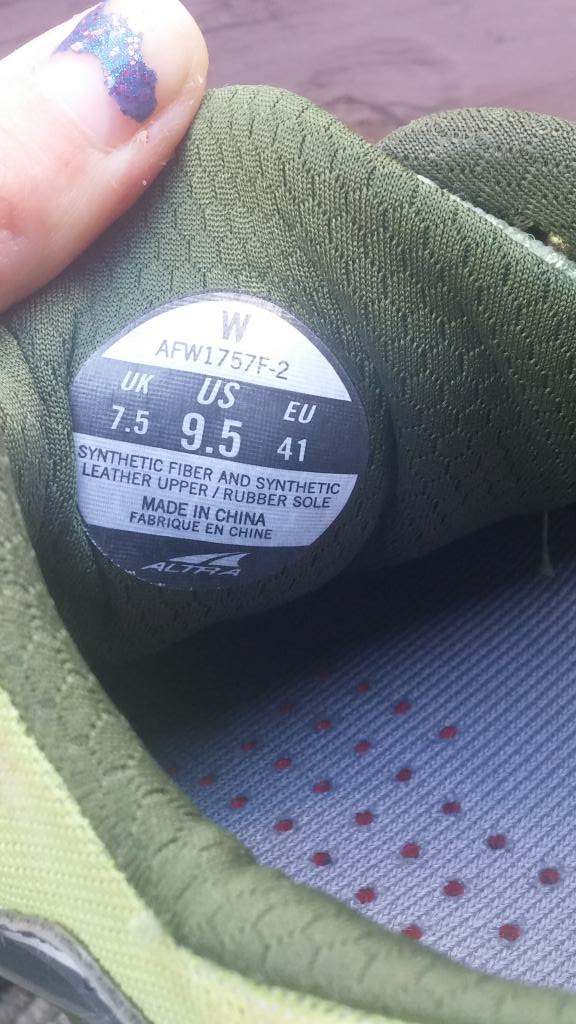 W
AFW1757F-2
UK US EU
7.5 9.5 41
SYNTHETIC FIBER AND SYNTHETIC
LEATHER UPPER / RUBBER SOLE
MADE IN CHINA
FABRIQUE EN CHINE
ALTRA